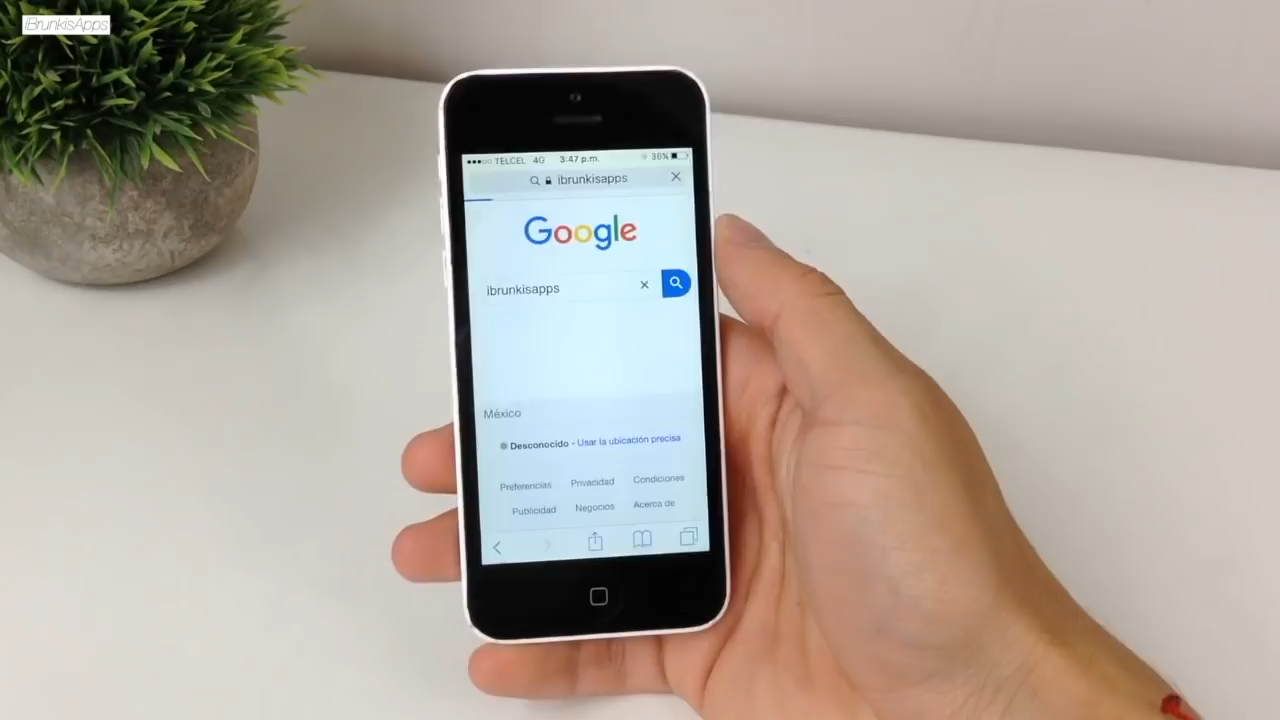 iBrunkisApps
TELCEL 4G 3:47 p.m. 36%
ibrunkisapps
Google
ibrunkisapps
México
Desconocido - Usar la ubicación precisa
Preferencias Privacidad Condiciones
Publicidad Negocios Acerca de